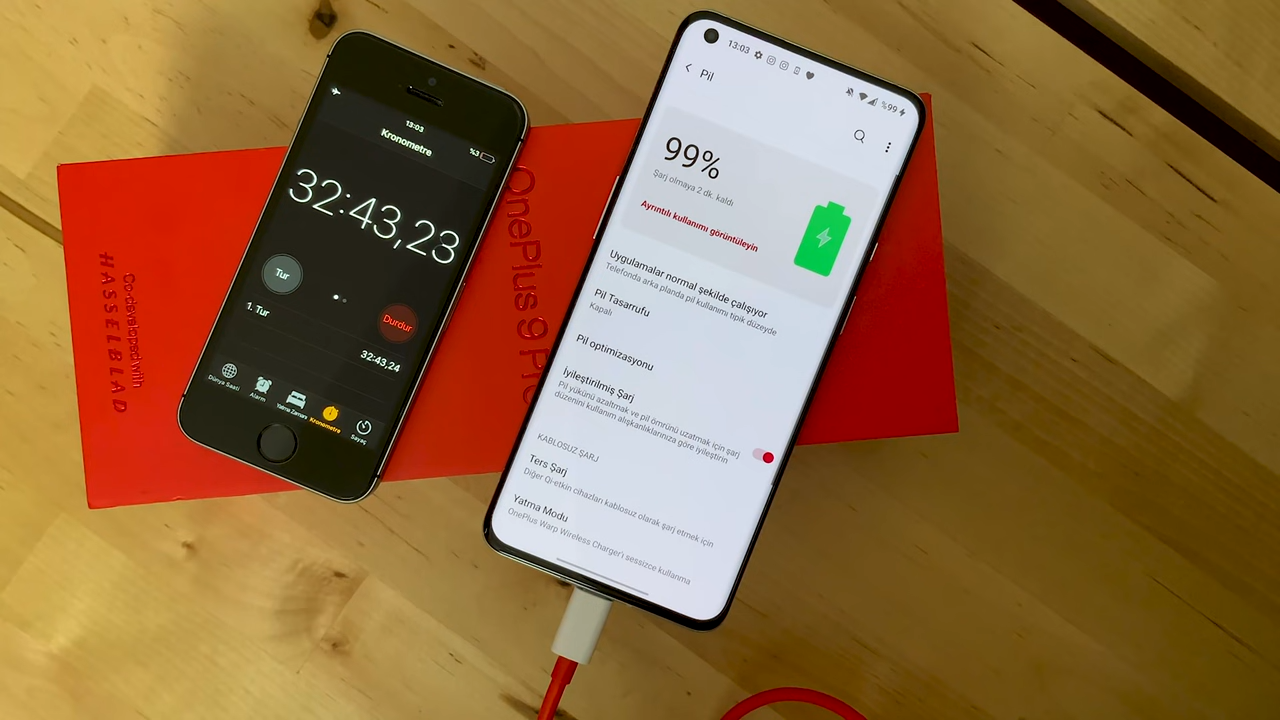 13:03
Kronometre
%3
32:43,23
Tur
Durdur
1. Tur
32:43,24
Dünya Saati
Alarm
Yatma Zamanı
Kronometre
Sayaç
Co-developed with
HASSELBLAD
OnePlus 9 Pro
13:03
%99
Pil
99%
Şarj olmaya 2 dk. kaldı
Ayrıntılı kullanımı görüntüleyin
Uygulamalar normal şekilde çalışıyor
Telefonda arka planda pil kullanımı tipik düzeyde
Pil Tasarrufu
Kapalı
Pil optimizasyonu
İyileştirilmiş Şarj
Pil yükünü azaltmak ve pil ömrünü uzatmak için şarj
düzenini kullanım alışkanlıklarınıza göre iyileştirin
KABLOSUZ ŞARJ
Ters Şarj
Diğer Qi-etkin cihazları kablosuz olarak şarj etmek için
Yatma Modu
OnePlus Warp Wireless Charger'ı sessizce kullanma